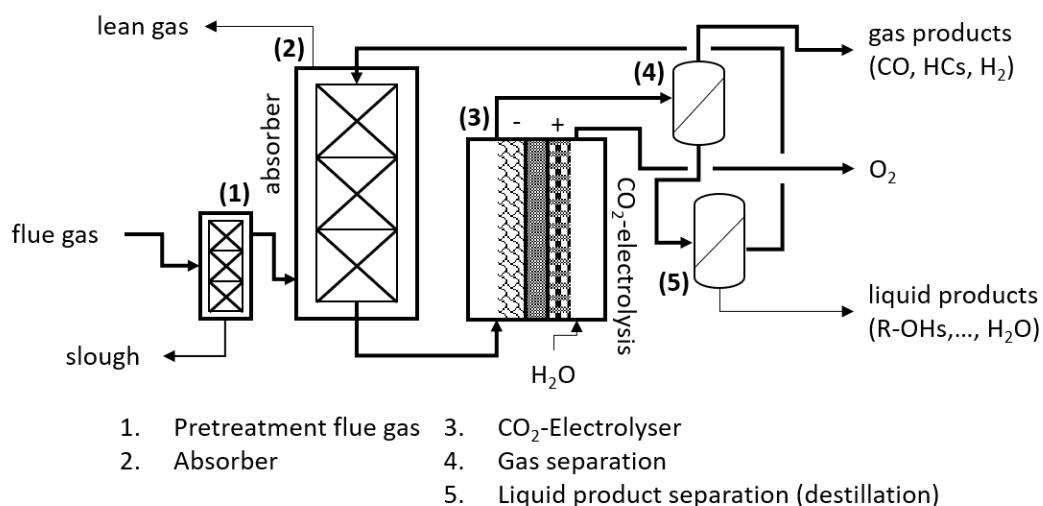 lean gas
(2)
gas products
(CO, HCs, H₂)
(4)
(3)
-
+
absorber
(1)
O₂
CO₂-electrolysis
flue gas
(5)
liquid products
(R-OHs,..., H₂O)
slough
H₂O
1. Pretreatment flue gas
2. Absorber
3. CO₂-Electrolyser
4. Gas separation
5. Liquid product separation (destillation)